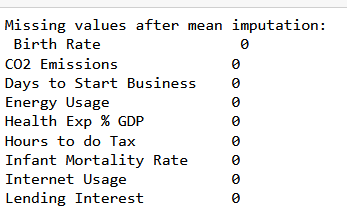 Missing values after mean imputation:
 Birth Rate                 0
CO2 Emissions              0
Days to Start Business    0
Energy Usage               0
Health Exp % GDP           0
Hours to do Tax            0
Infant Mortality Rate     0
Internet Usage             0
Lending Interest           0